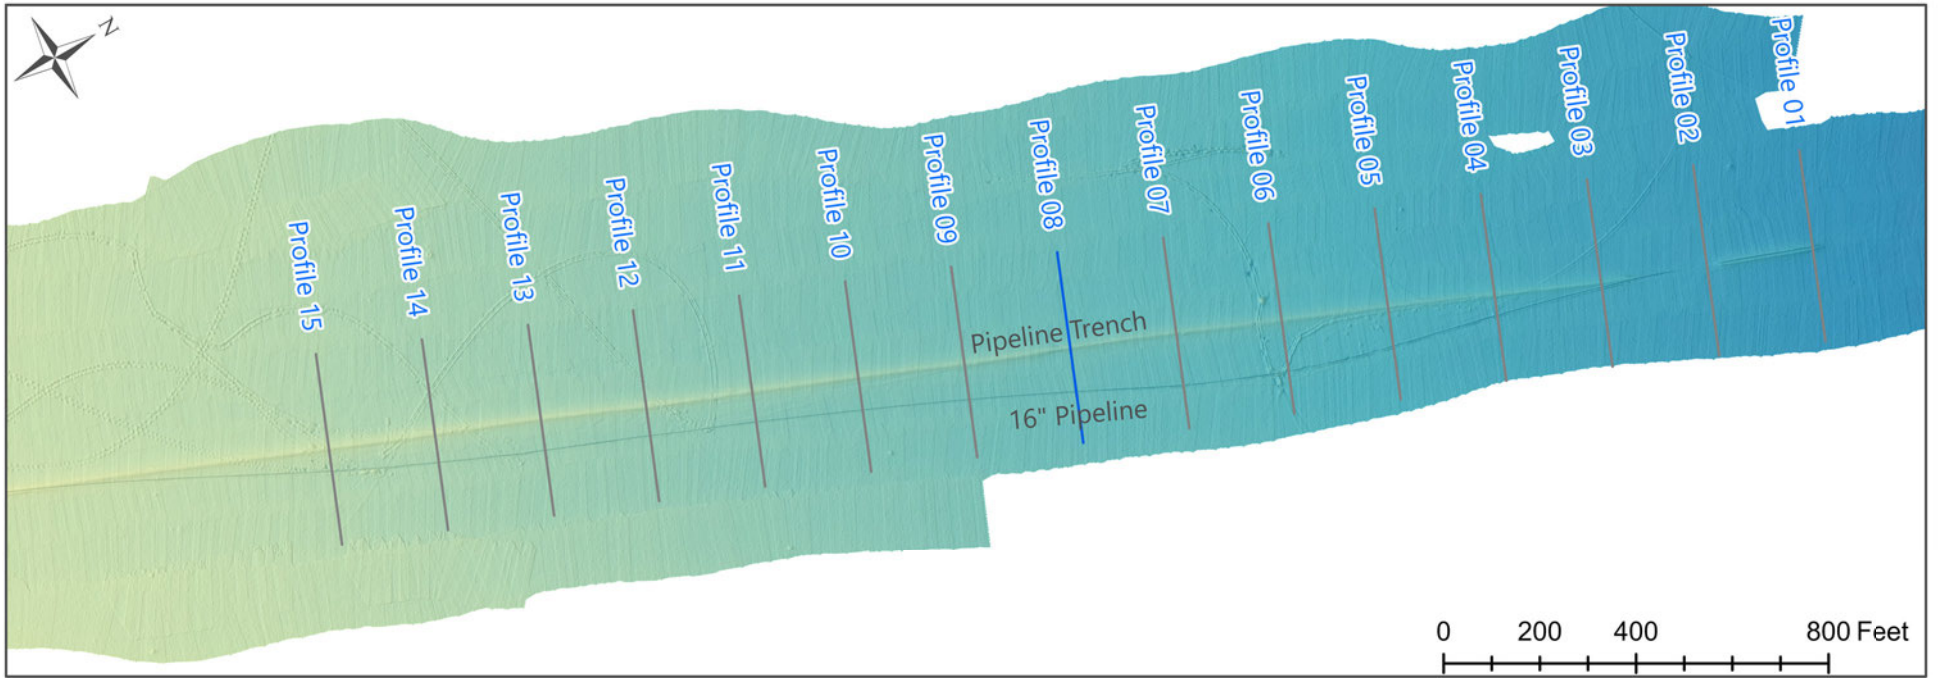 N
Profile 01
Profile 02
Profile 03
Profile 04
Profile 05
Profile 06
Profile 07
Profile 08
Profile 09
Profile 10
Profile 11
Profile 12
Profile 13
Profile 14
Profile 15
Pipeline Trench
16" Pipeline
0 200 400 800 Feet